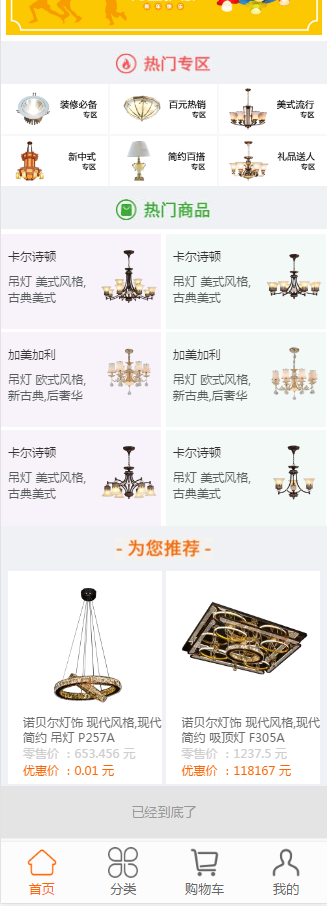 热门专区
装修必备
专区
百元热销
专区
美式流行
专区
新中式
专区
简约百搭
专区
礼品送人
专区
热门商品
卡尔诗顿
吊灯 美式风格,
古典美式
卡尔诗顿
吊灯 美式风格,
古典美式
加美加利
吊灯 欧式风格,
新古典,后奢华
加美加利
吊灯 欧式风格,
新古典,后奢华
卡尔诗顿
吊灯 美式风格,
古典美式
卡尔诗顿
吊灯 美式风格,
古典美式
- 为您推荐 -
诺贝尔灯饰 现代风格,现代
简约 吊灯 P257A
零售价 ：653.456 元
优惠价 ：0.01 元
诺贝尔灯饰 现代风格,现代
简约 吸顶灯 F305A
零售价 ：1237.5 元
优惠价 ：118167 元
已经到底了
首页
分类
购物车
我的